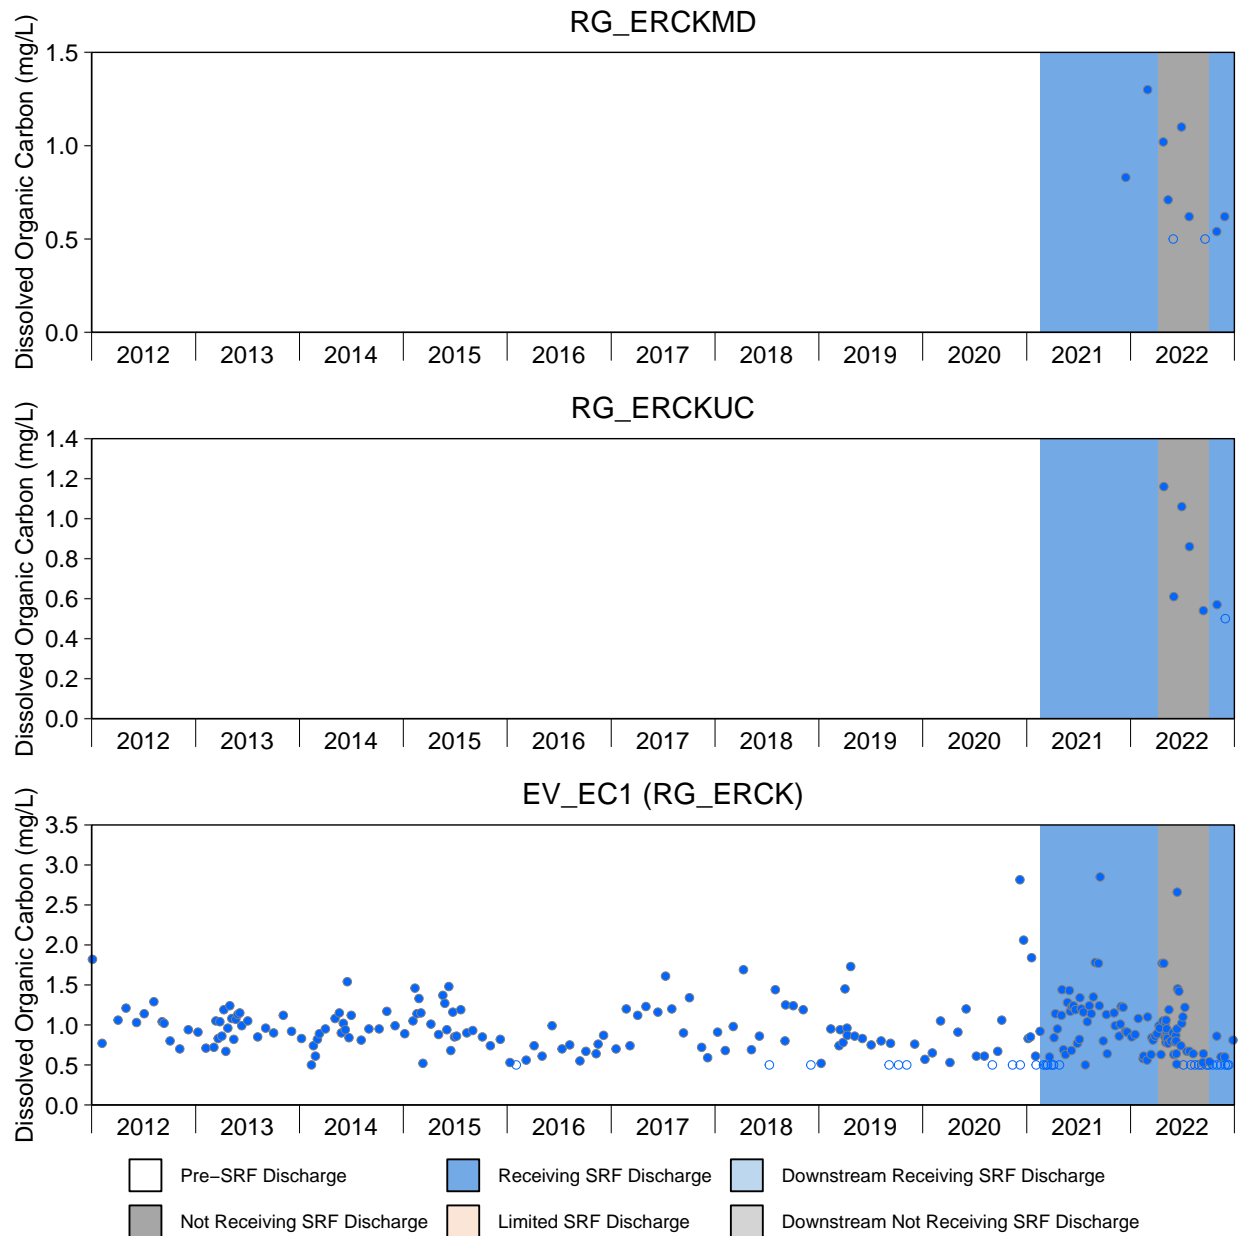 RG_ERCKMD
Dissolved Organic Carbon (mg/L)
1.5
1.0
0.5
0.0
2012 2013 2014 2015 2016 2017 2018 2019 2020 2021 2022
RG_ERCKUC
Dissolved Organic Carbon (mg/L)
1.4
1.2
1.0
0.8
0.6
0.4
0.2
0.0
2012 2013 2014 2015 2016 2017 2018 2019 2020 2021 2022
EV_EC1 (RG_ERCK)
Dissolved Organic Carbon (mg/L)
3.5
3.0
2.5
2.0
1.5
1.0
0.5
0.0
2012 2013 2014 2015 2016 2017 2018 2019 2020 2021 2022
Pre−SRF Discharge Receiving SRF Discharge Downstream Receiving SRF Discharge
Not Receiving SRF Discharge Limited SRF Discharge Downstream Not Receiving SRF Discharge